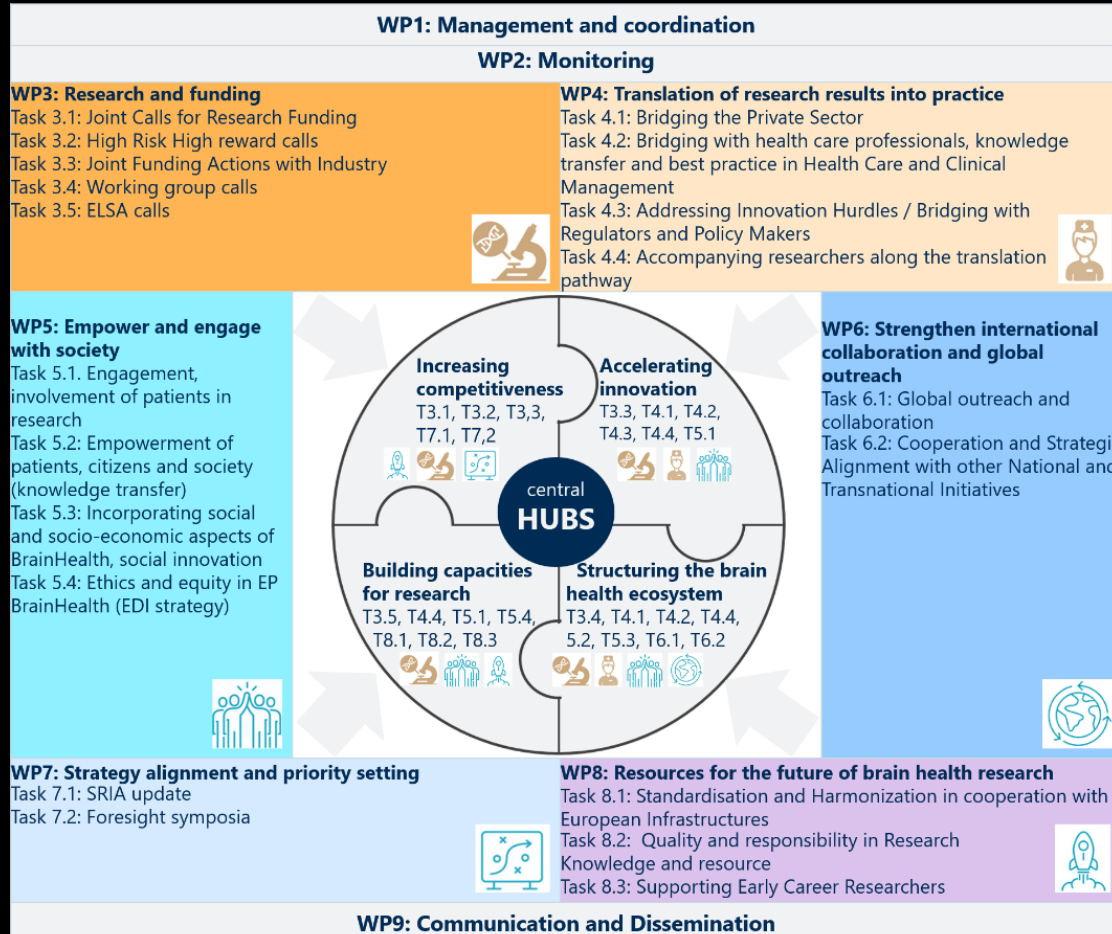 WP1: Management and coordination
WP2: Monitoring
WP3: Research and funding
Task 3.1: Joint Calls for Research Funding
Task 3.2: High Risk High reward calls
Task 3.3: Joint Funding Actions with Industry
Task 3.4: Working group calls
Task 3.5: ELSA calls
WP4: Translation of research results into practice
Task 4.1: Bridging the Private Sector
Task 4.2: Bridging with health care professionals, knowledge
transfer and best practice in Health Care and Clinical
Management
Task 4.3: Addressing Innovation Hurdles / Bridging with
Regulators and Policy Makers
Task 4.4: Accompanying researchers along the translation
pathway
WP5: Empower and engage
with society
Task 5.1. Engagement,
involvement of patients in
research
Task 5.2: Empowerment of
patients, citizens and society
(knowledge transfer)
Task 5.3: Incorporating social
and socio-economic aspects of
BrainHealth, social innovation
Task 5.4: Ethics and equity in EP
BrainHealth (EDI strategy)
Increasing
competitiveness
T3.1, T3.2, T3,3,
T7.1, T7,2
Accelerating
innovation
T3.3, T4.1, T4.2,
T4.3, T4.4, T5.1
central
HUBS
Building capacities
for research
T3.5, T4.4, T5.1, T5.4,
T8.1, T8.2, T8.3
Structuring the brain
health ecosystem
T3.4, T4.1, T4.2, T4.4,
5.2, T5.3, T6.1, T6.2
WP6: Strengthen international
collaboration and global
outreach
Task 6.1: Global outreach and
collaboration
Task 6.2: Cooperation and Strategi
Alignment with other National and
Transnational Initiatives
WP7: Strategy alignment and priority setting
Task 7.1: SRIA update
Task 7.2: Foresight symposia
WP8: Resources for the future of brain health research
Task 8.1: Standardisation and Harmonization in cooperation with
European Infrastructures
Task 8.2: Quality and responsibility in Research
Knowledge and resource
Task 8.3: Supporting Early Career Researchers
WP9: Communication and Dissemination